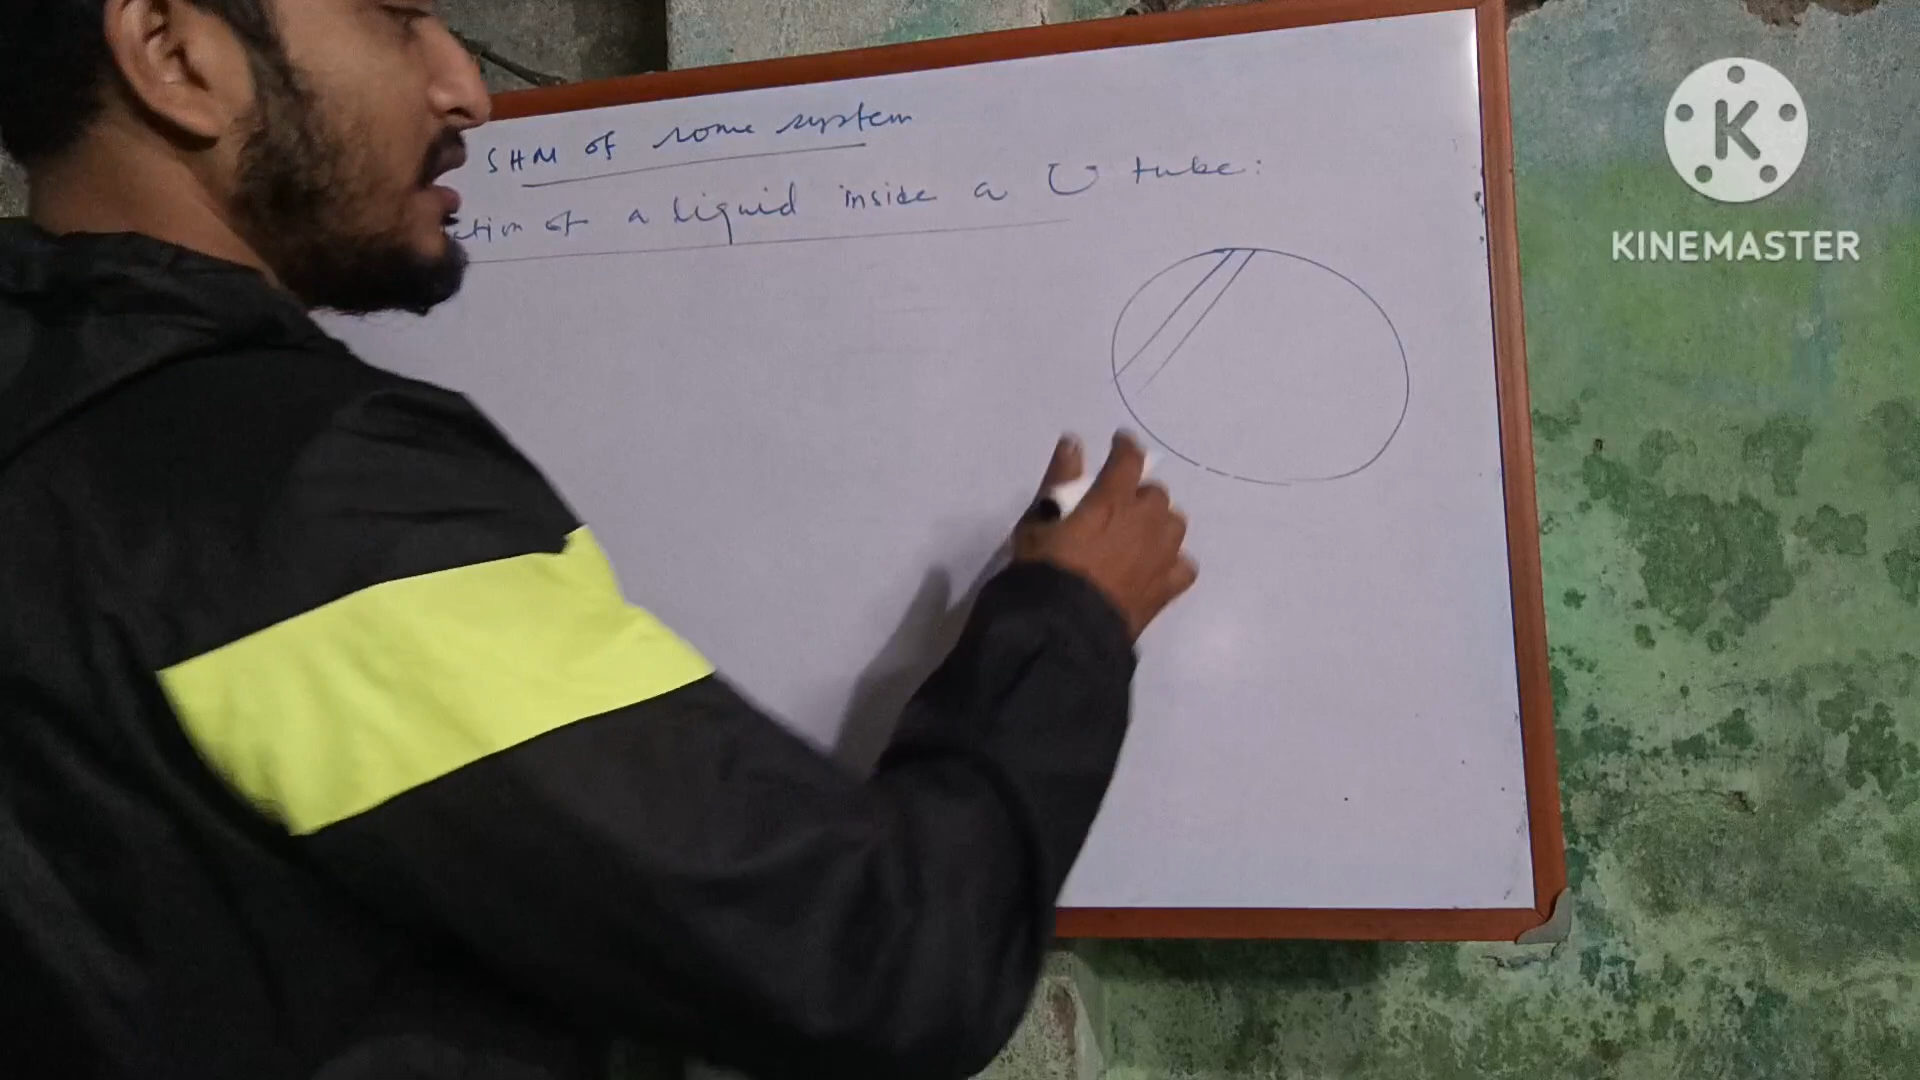 SHM of some system
ction of a liquid inside a U tube:
K
KINEMASTER